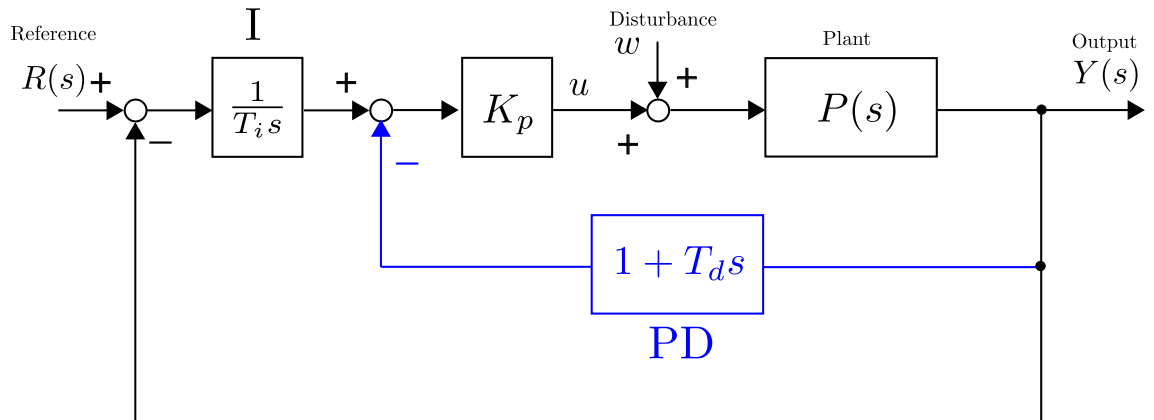 Reference
R(s)
+
−
I
1
T_i s
+
−
K_p
u
Disturbance
w
+
+
Plant
P(s)
Output
Y(s)
1 + T_d s
PD